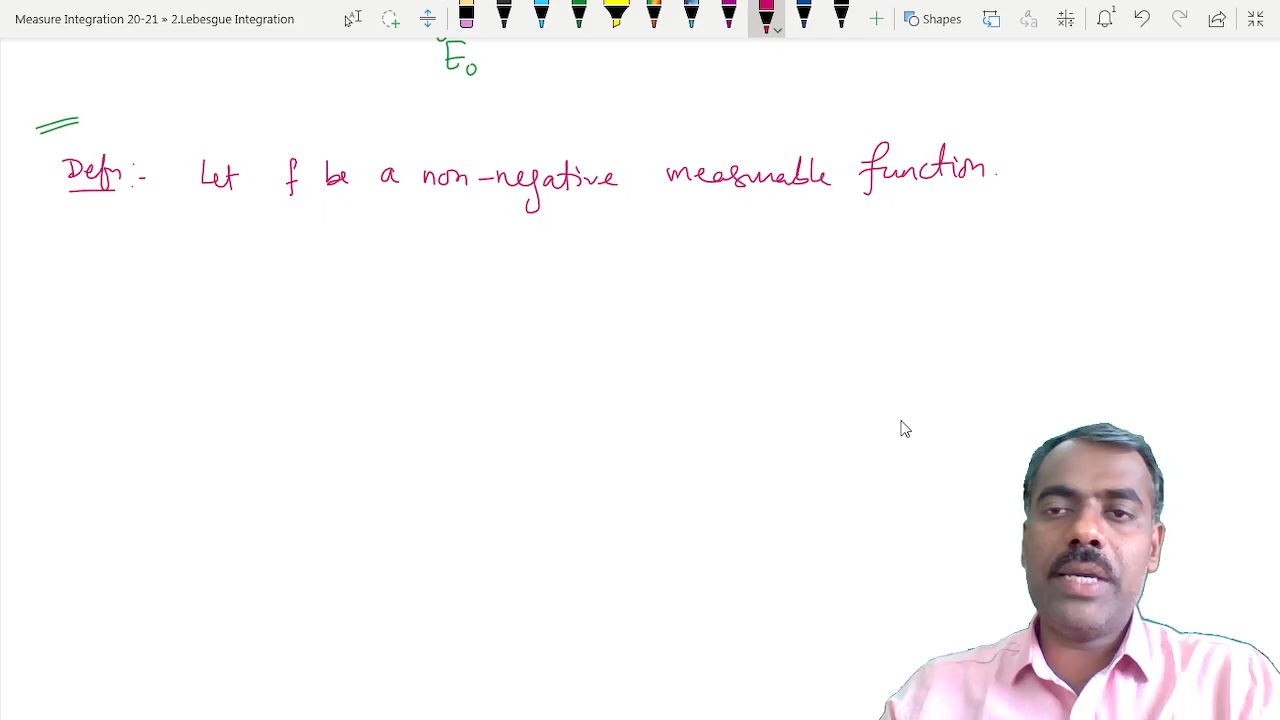 Measure Integration 20-21 » 2.Lebesgue Integration
Shapes
E₀
Defn:- Let f be a non-negative measurable function.